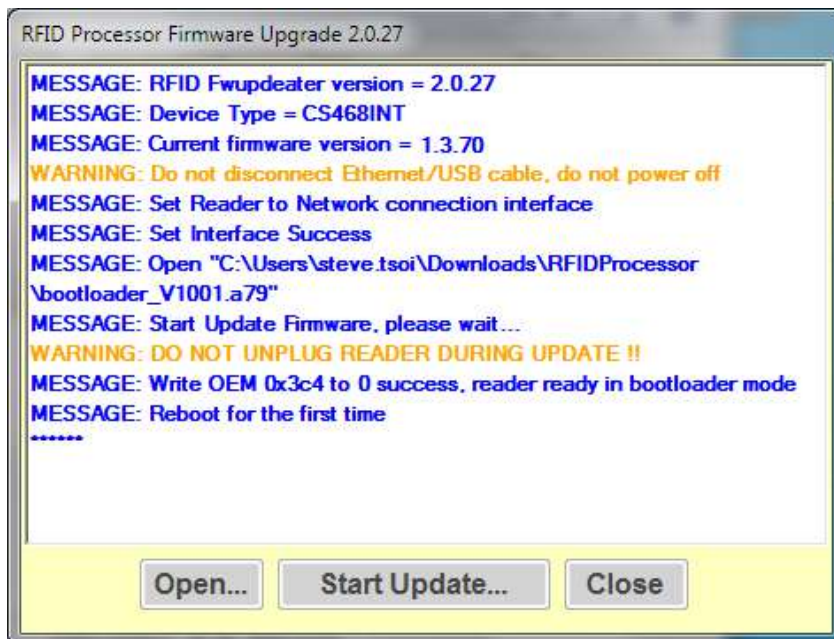 RFID Processor Firmware Upgrade 2.0.27
MESSAGE: RFID Fwupdeater version = 2.0.27
MESSAGE: Device Type = CS468INT
MESSAGE: Current firmware version = 1.3.70
WARNING: Do not disconnect Ethernet/USB cable, do not power off
MESSAGE: Set Reader to Network connection interface
MESSAGE: Set Interface Success
MESSAGE: Open "C:\Users\steve.tsoi\Downloads\RFIDProcessor
\bootloader_V1001.a79"
MESSAGE: Start Update Firmware, please wait...
WARNING: DO NOT UNPLUG READER DURING UPDATE !!
MESSAGE: Write OEM 0x3c4 to 0 success, reader ready in bootloader mode
MESSAGE: Reboot for the first time
******
Open... Start Update... Close